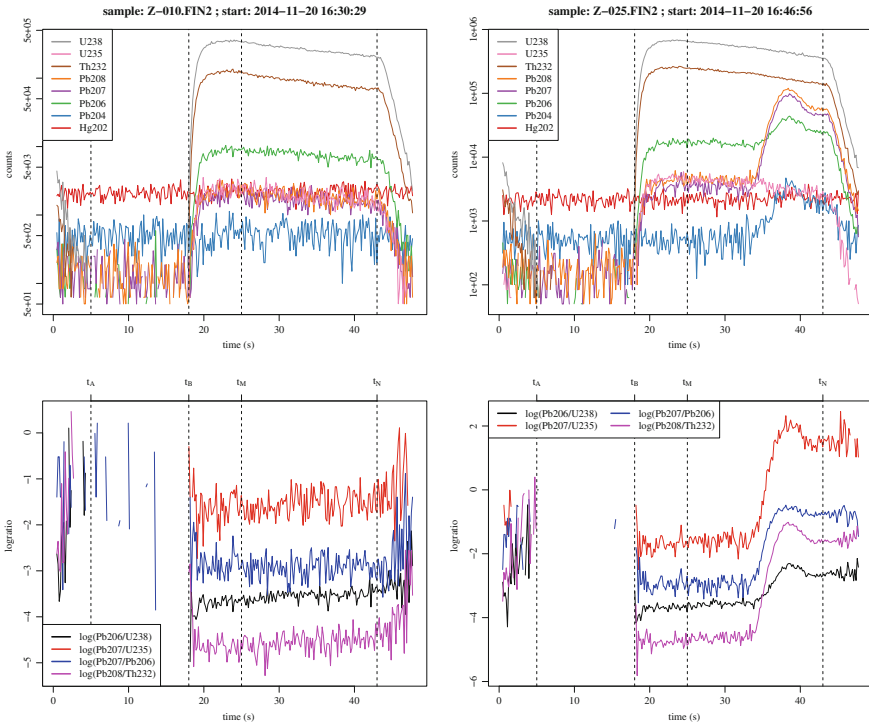 sample: Z−010.FIN2 ; start: 2014−11−20 16:30:29
5e+05
5e+04
5e+03
5e+02
5e+01
counts
U238
U235
Th232
Pb208
Pb207
Pb206
Pb204
Hg202
0
10
20
30
40
time (s)
sample: Z−025.FIN2 ; start: 2014−11−20 16:46:56
1e+06
1e+05
1e+04
1e+03
1e+02
counts
U238
U235
Th232
Pb208
Pb207
Pb206
Pb204
Hg202
0
10
20
30
40
time (s)
tA
tB
tM
tN
0
−1
−2
−3
−4
−5
logratio
log(Pb206/U238)
log(Pb207/U235)
log(Pb207/Pb206)
log(Pb208/Th232)
0
10
20
30
40
time (s)
tA
tB
tM
tN
2
0
−2
−4
−6
logratio
log(Pb206/U238)
log(Pb207/U235)
log(Pb207/Pb206)
log(Pb208/Th232)
0
10
20
30
40
time (s)